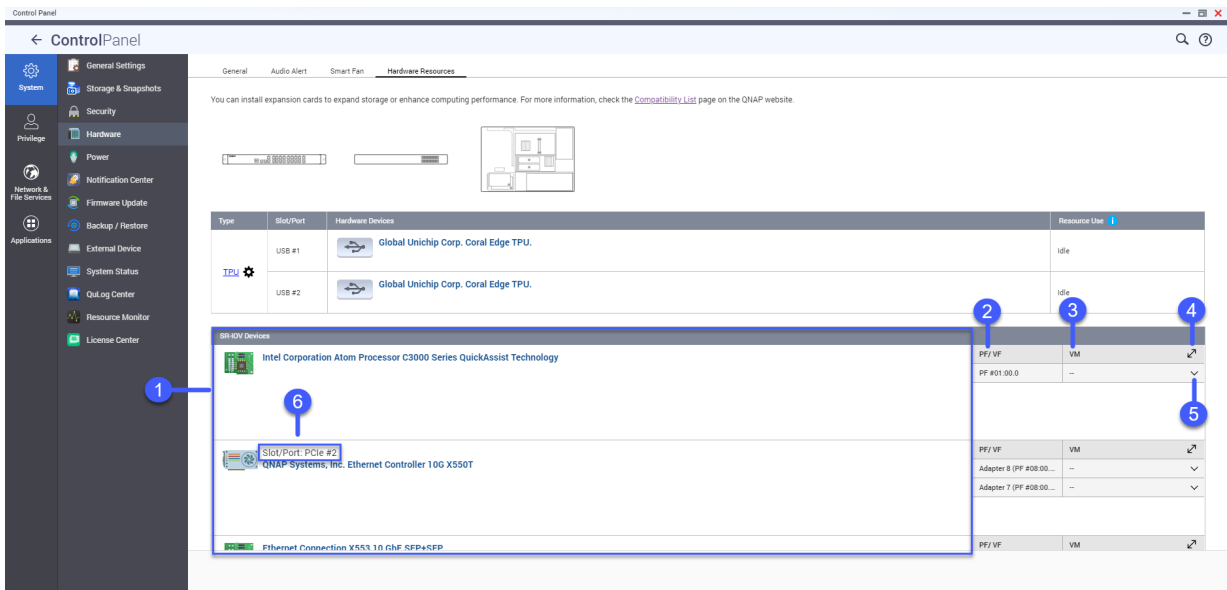 Control Panel
ControlPanel
System
Privilege
Network &
File Services
Applications
General Settings
Storage & Snapshots
Security
Hardware
Power
Notification Center
Firmware Update
Backup / Restore
External Device
System Status
QuLog Center
Resource Monitor
License Center
General Audio Alert Smart Fan Hardware Resources
You can install expansion cards to expand storage or enhance computing performance. For more information, check the Compatibility List page on the QNAP website.
Type Slot/Port Hardware Devices Resource Use i
TPU
USB #1 Global Unichip Corp. Coral Edge TPU. Idle
USB #2 Global Unichip Corp. Coral Edge TPU. Idle
2 3 4
SR-IOV Devices
Intel Corporation Atom Processor C3000 Series QuickAssist Technology
PF/ VF VM
PF #01:00.0 --
1
6
5
Slot/Port: PCIe #2
QNAP Systems, Inc. Ethernet Controller 10G X550T
PF/ VF VM
Adapter 8 (PF #08:00.... --
Adapter 7 (PF #08:00.... --
Ethernet Connection X553 10 GbE SFP+SFP
PF/ VF VM